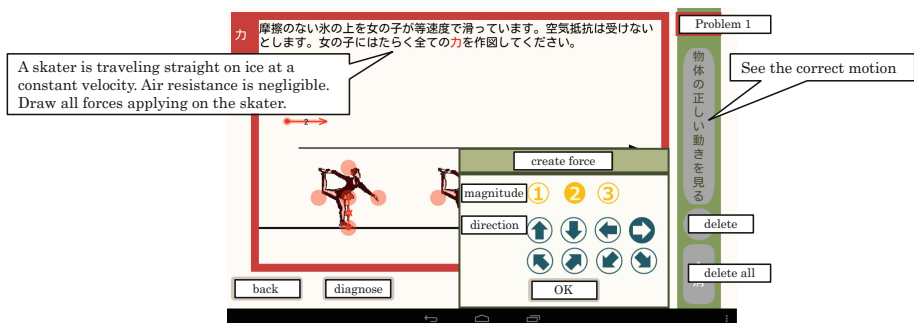 力
摩擦のない氷の上を女の子が等速度で滑っています。空気抵抗は受けない
とします。女の子にはたらく全ての力を作図してください。
Problem 1
A skater is traveling straight on ice at a
constant velocity. Air resistance is negligible.
Draw all forces applying on the skater.
See the correct motion
物体の正しい動きを見る
2
create force
magnitude
1 2 3
direction
delete
delete all
消
back
diagnose
OK